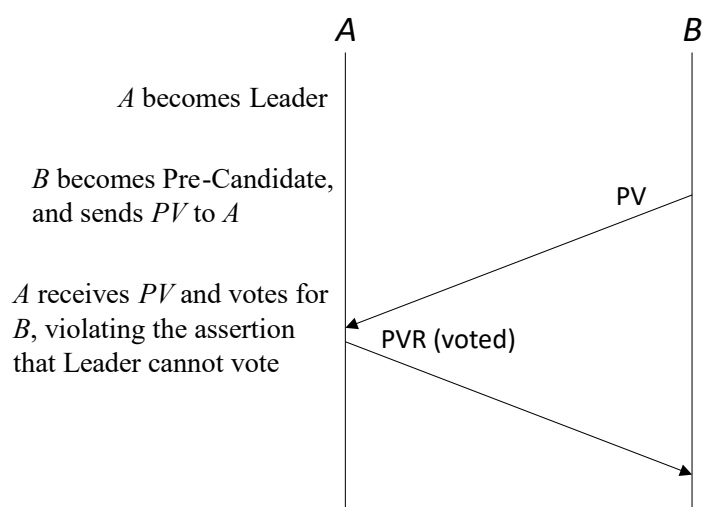 A
B
A becomes Leader
B becomes Pre-Candidate,
and sends PV to A
PV
A receives PV and votes for
B, violating the assertion
that Leader cannot vote
PVR (voted)